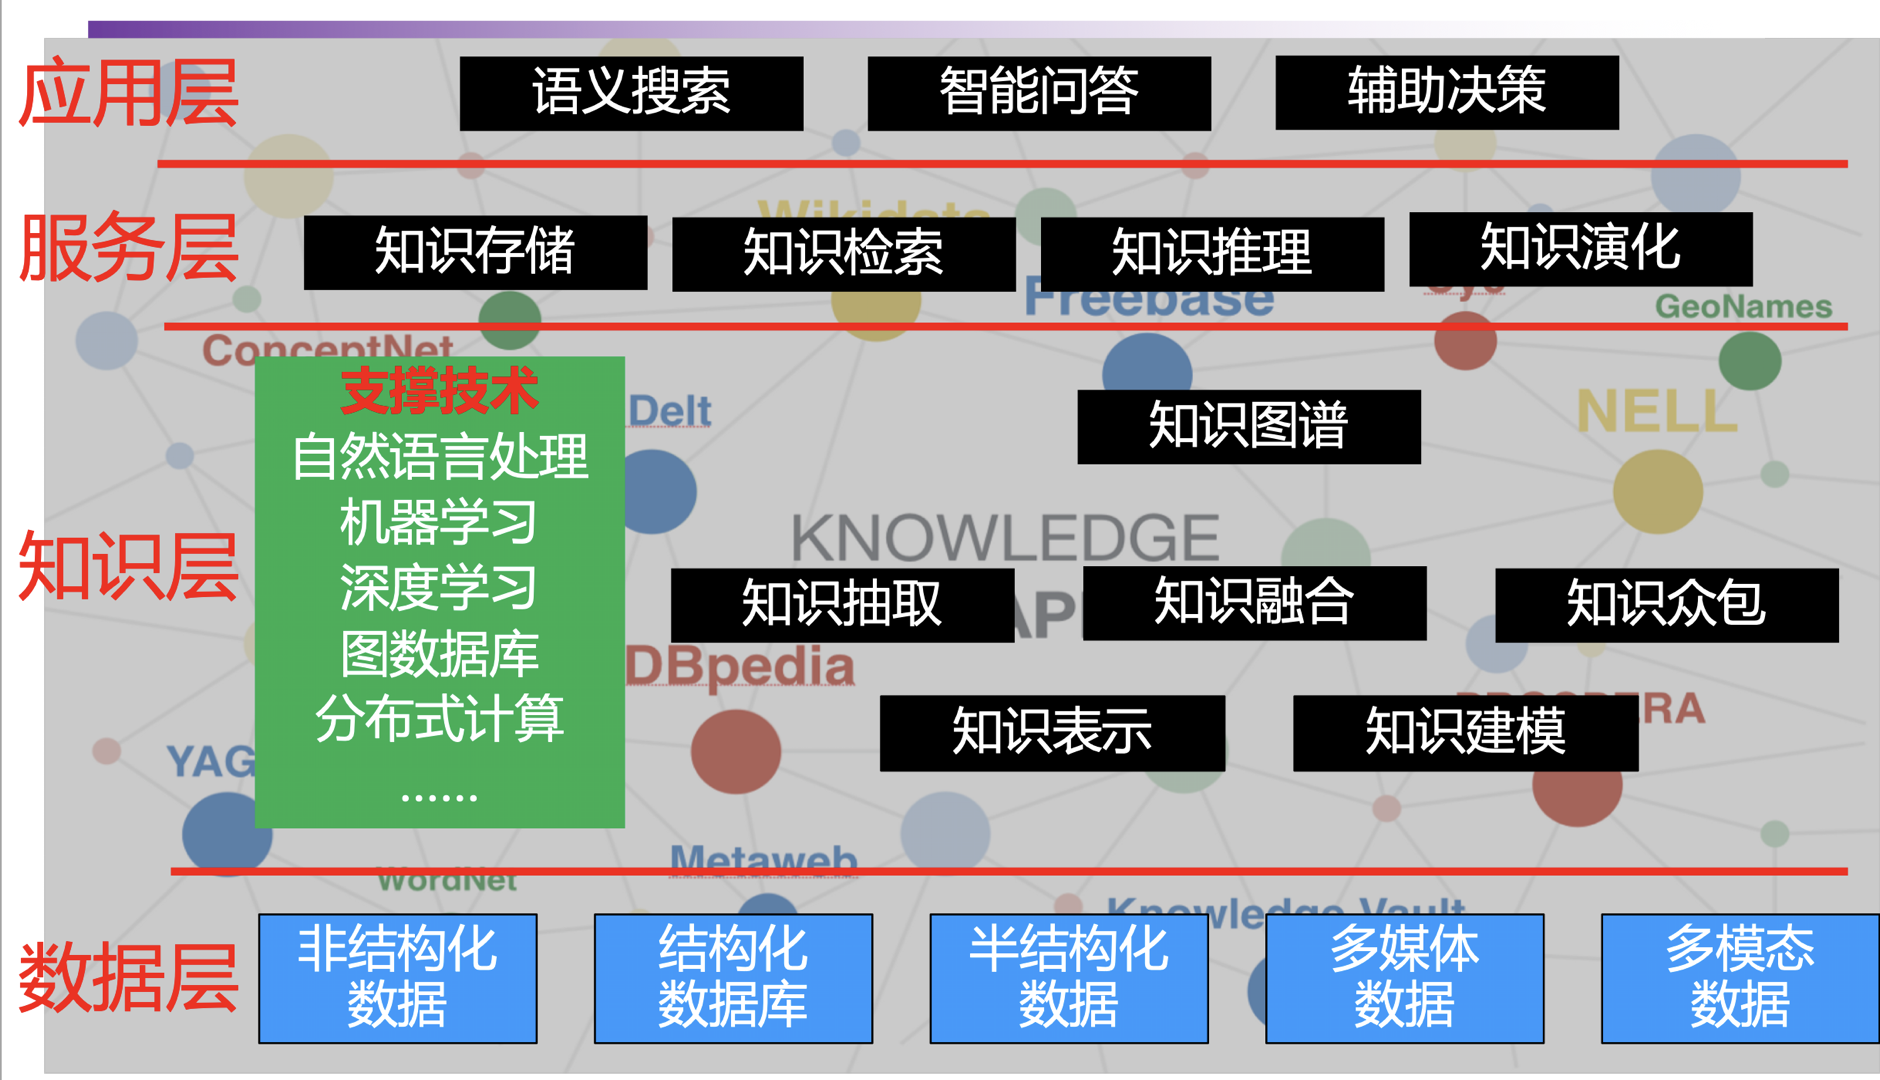 应用层
语义搜索
智能问答
辅助决策
服务层
Wikidata
知识存储
知识检索
知识推理
知识演化
Freebase
GeoNames
ConceptNet
支撑技术
自然语言处理
机器学习
深度学习
图数据库
分布式计算
......
Delt
知识图谱
NELL
KNOWLEDGE
知识层
知识抽取
知识融合
知识众包
DBpedia
知识表示
知识建模
YAG
Metaweb
WordNet
Knowledge Vault
数据层
非结构化
数据
结构化
数据库
半结构化
数据
多媒体
数据
多模态
数据